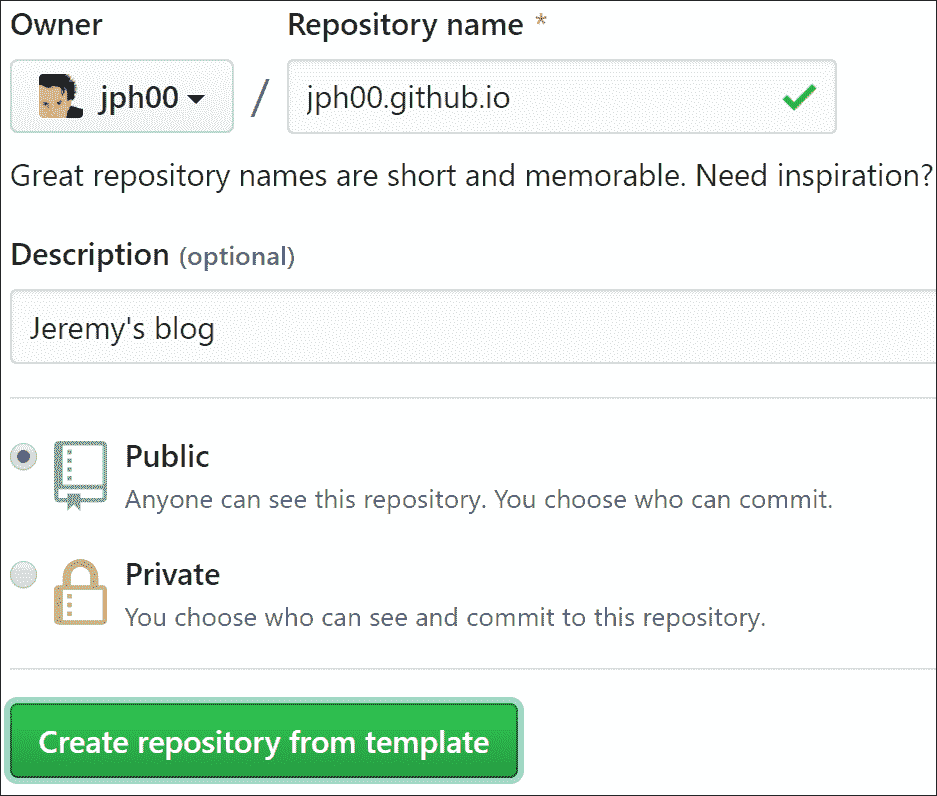 Owner
Repository name *
jph00 / jph00.github.io
Great repository names are short and memorable. Need inspiration?
Description (optional)
Jeremy's blog
Public
Anyone can see this repository. You choose who can commit.
Private
You choose who can see and commit to this repository.
Create repository from template